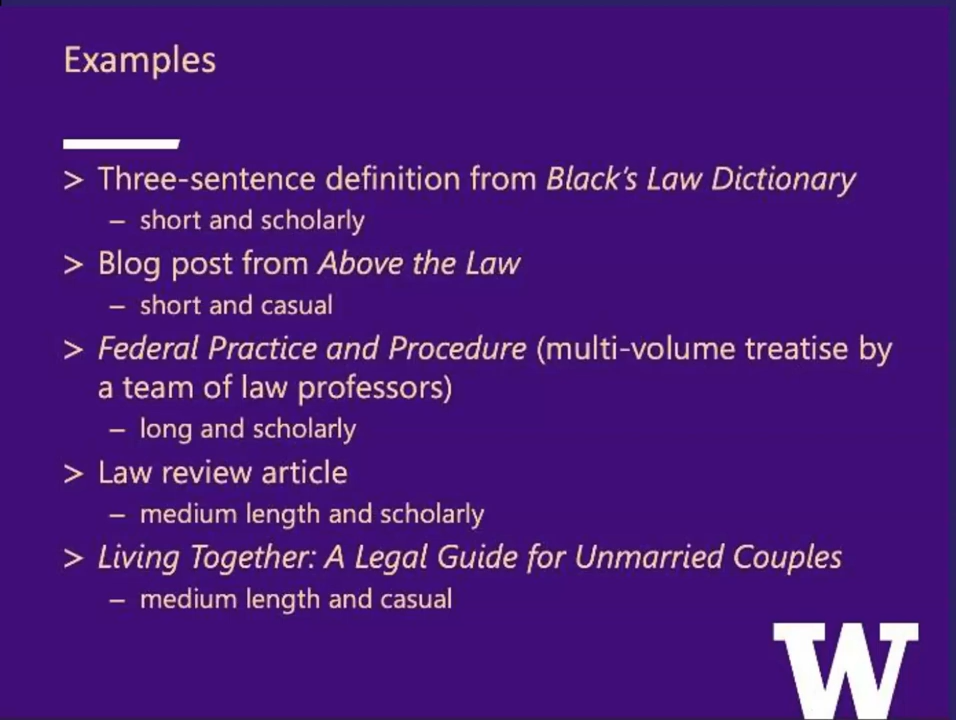 Examples
> Three-sentence definition from Black's Law Dictionary
– short and scholarly
> Blog post from Above the Law
– short and casual
> Federal Practice and Procedure (multi-volume treatise by
a team of law professors)
– long and scholarly
> Law review article
– medium length and scholarly
> Living Together: A Legal Guide for Unmarried Couples
– medium length and casual
W